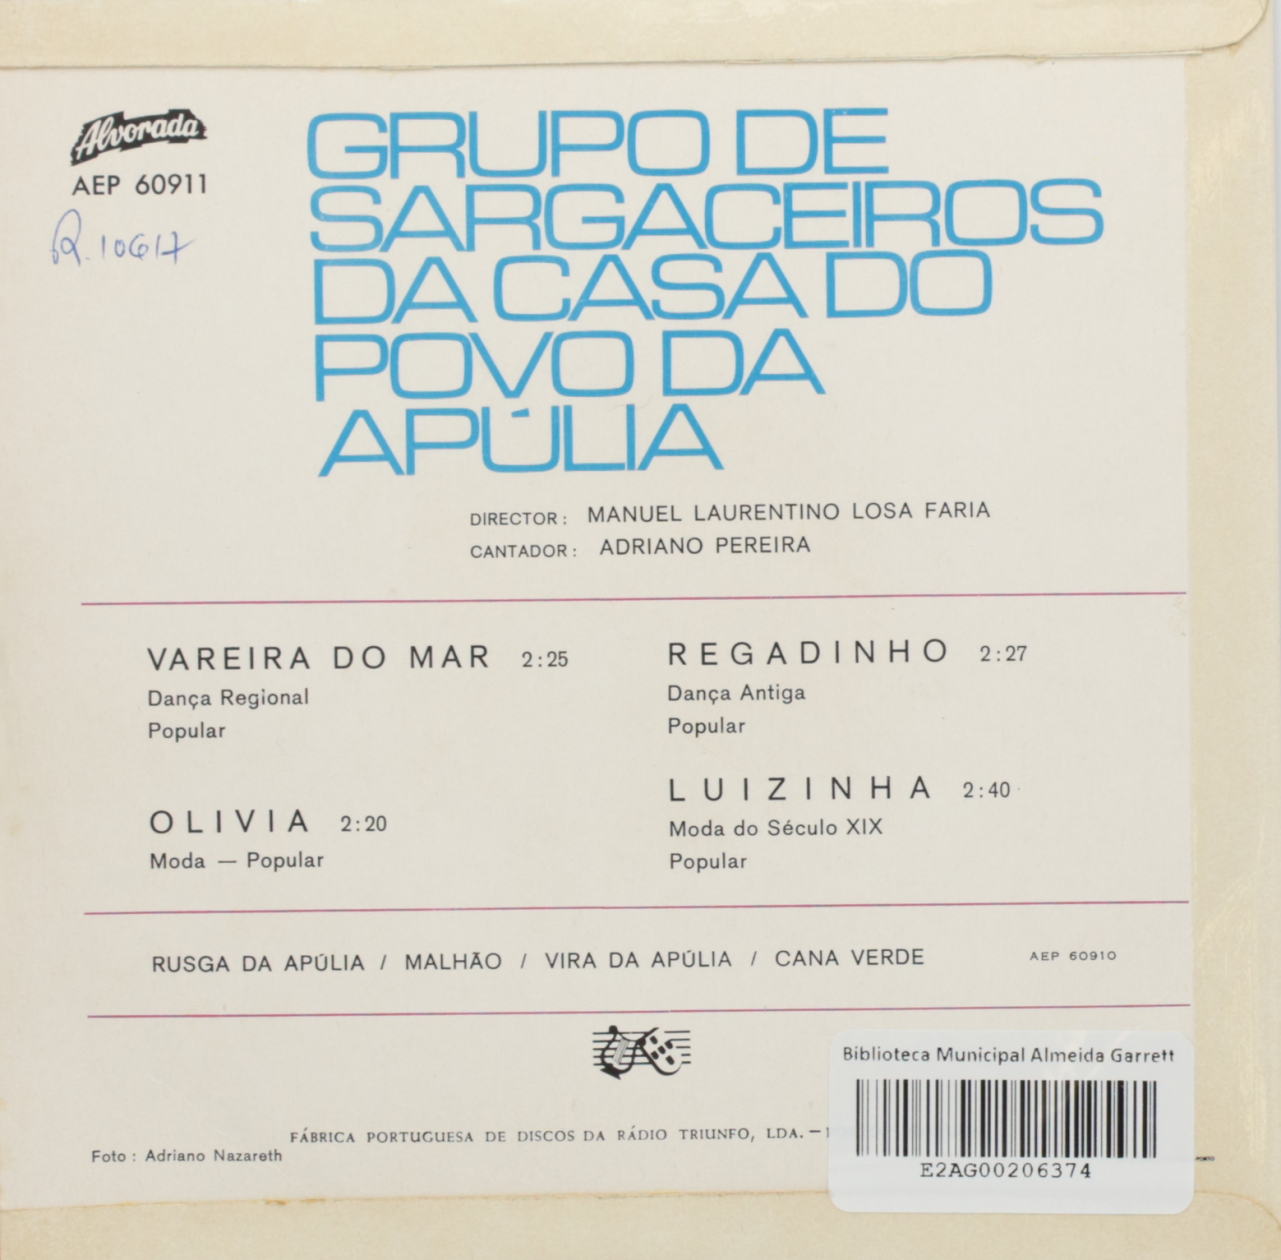 Alvorada
AEP 60911
R. 10617
GRUPO DE
SARGACEIROS
DA CASA DO
POVO DA
APÚLIA
DIRECTOR: MANUEL LAURENTINO LOSA FARIA
CANTADOR: ADRIANO PEREIRA
VAREIRA DO MAR 2:25
Dança Regional
Popular
OLIVIA 2:20
Moda — Popular
REGADINHO 2:27
Dança Antiga
Popular
LUIZINHA 2:40
Moda do Século XIX
Popular
RUSGA DA APÚLIA / MALHÃO / VIRA DA APÚLIA / CANA VERDE AEP 60910
Biblioteca Municipal Almeida Garrett
E2AG00206374
FÁBRICA PORTUGUESA DE DISCOS DA RÁDIO TRIUNFO, LDA. —
Foto: Adriano Nazareth